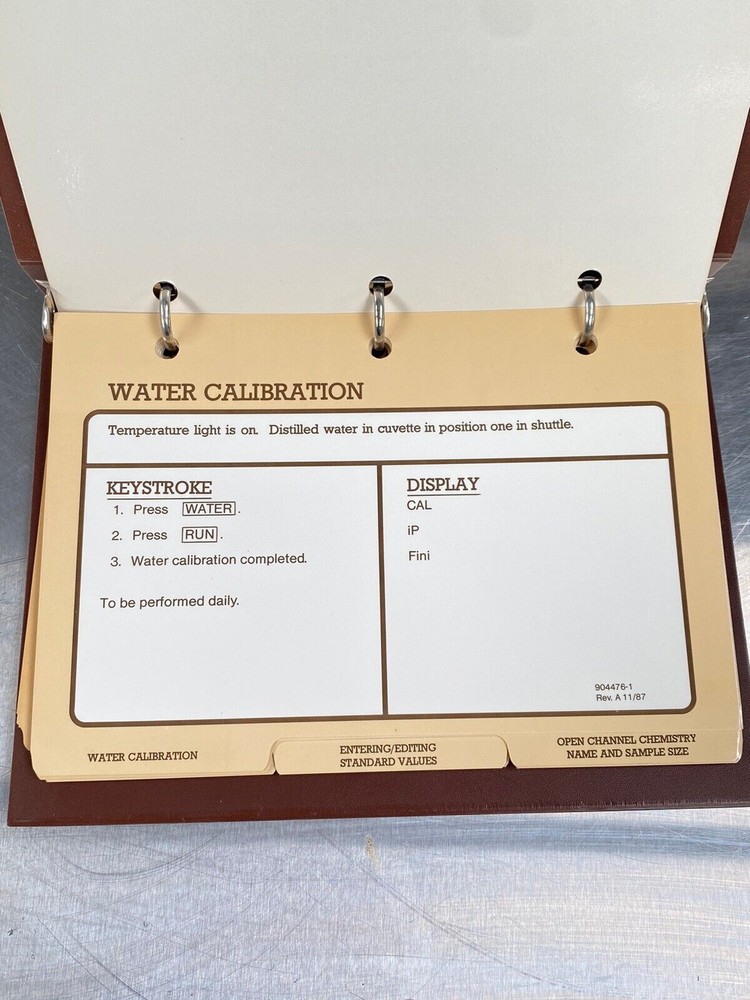 WATER CALIBRATION
Temperature light is on. Distilled water in cuvette in position one in shuttle.
KEYSTROKE
1. Press WATER.
2. Press RUN.
3. Water calibration completed.
To be performed daily.
DISPLAY
CAL
iP
Fini
904476-1
Rev. A 11/87
WATER CALIBRATION
ENTERING/EDITING
STANDARD VALUES
OPEN CHANNEL CHEMISTRY
NAME AND SAMPLE SIZE